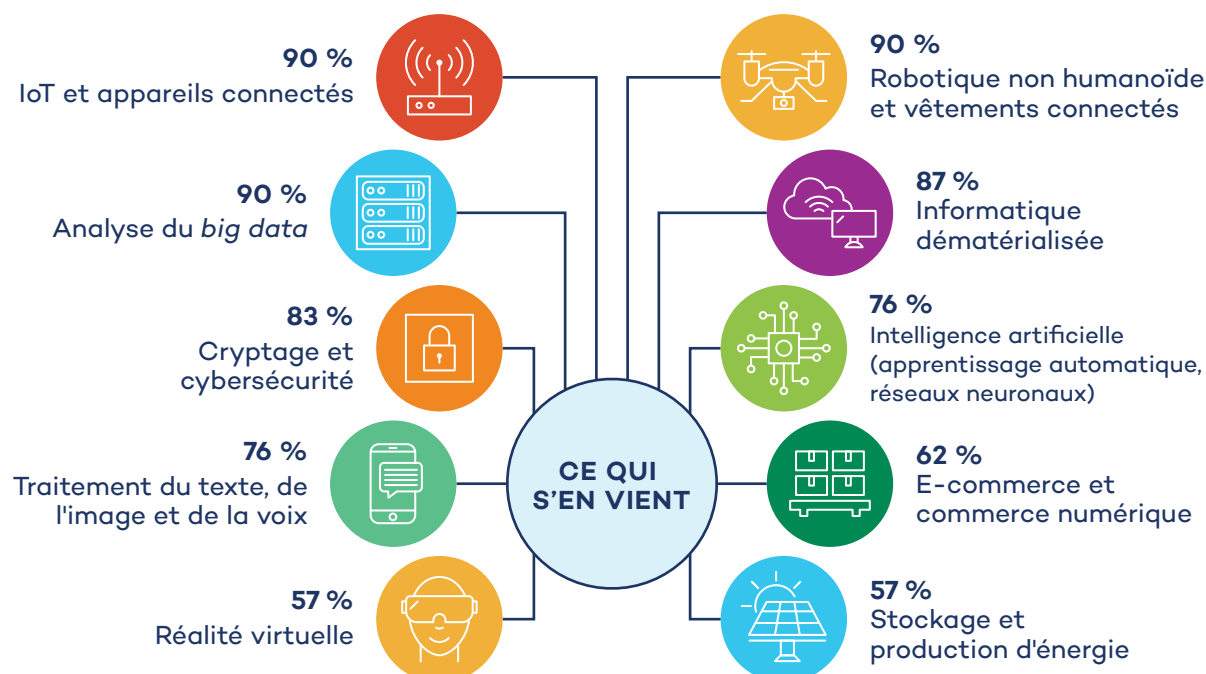 90 %
IoT et appareils connectés
90 %
Robotique non humanoïde
et vêtements connectés
90 %
Analyse du big data
87 %
Informatique
dématérialisée
83 %
Cryptage et
cybersécurité
76 %
Intelligence artificielle
(apprentissage automatique,
réseaux neuronaux)
CE QUI
S’EN VIENT
76 %
Traitement du texte, de
l'image et de la voix
62 %
E-commerce et
commerce numérique
57 %
Réalité virtuelle
57 %
Stockage et
production d'énergie